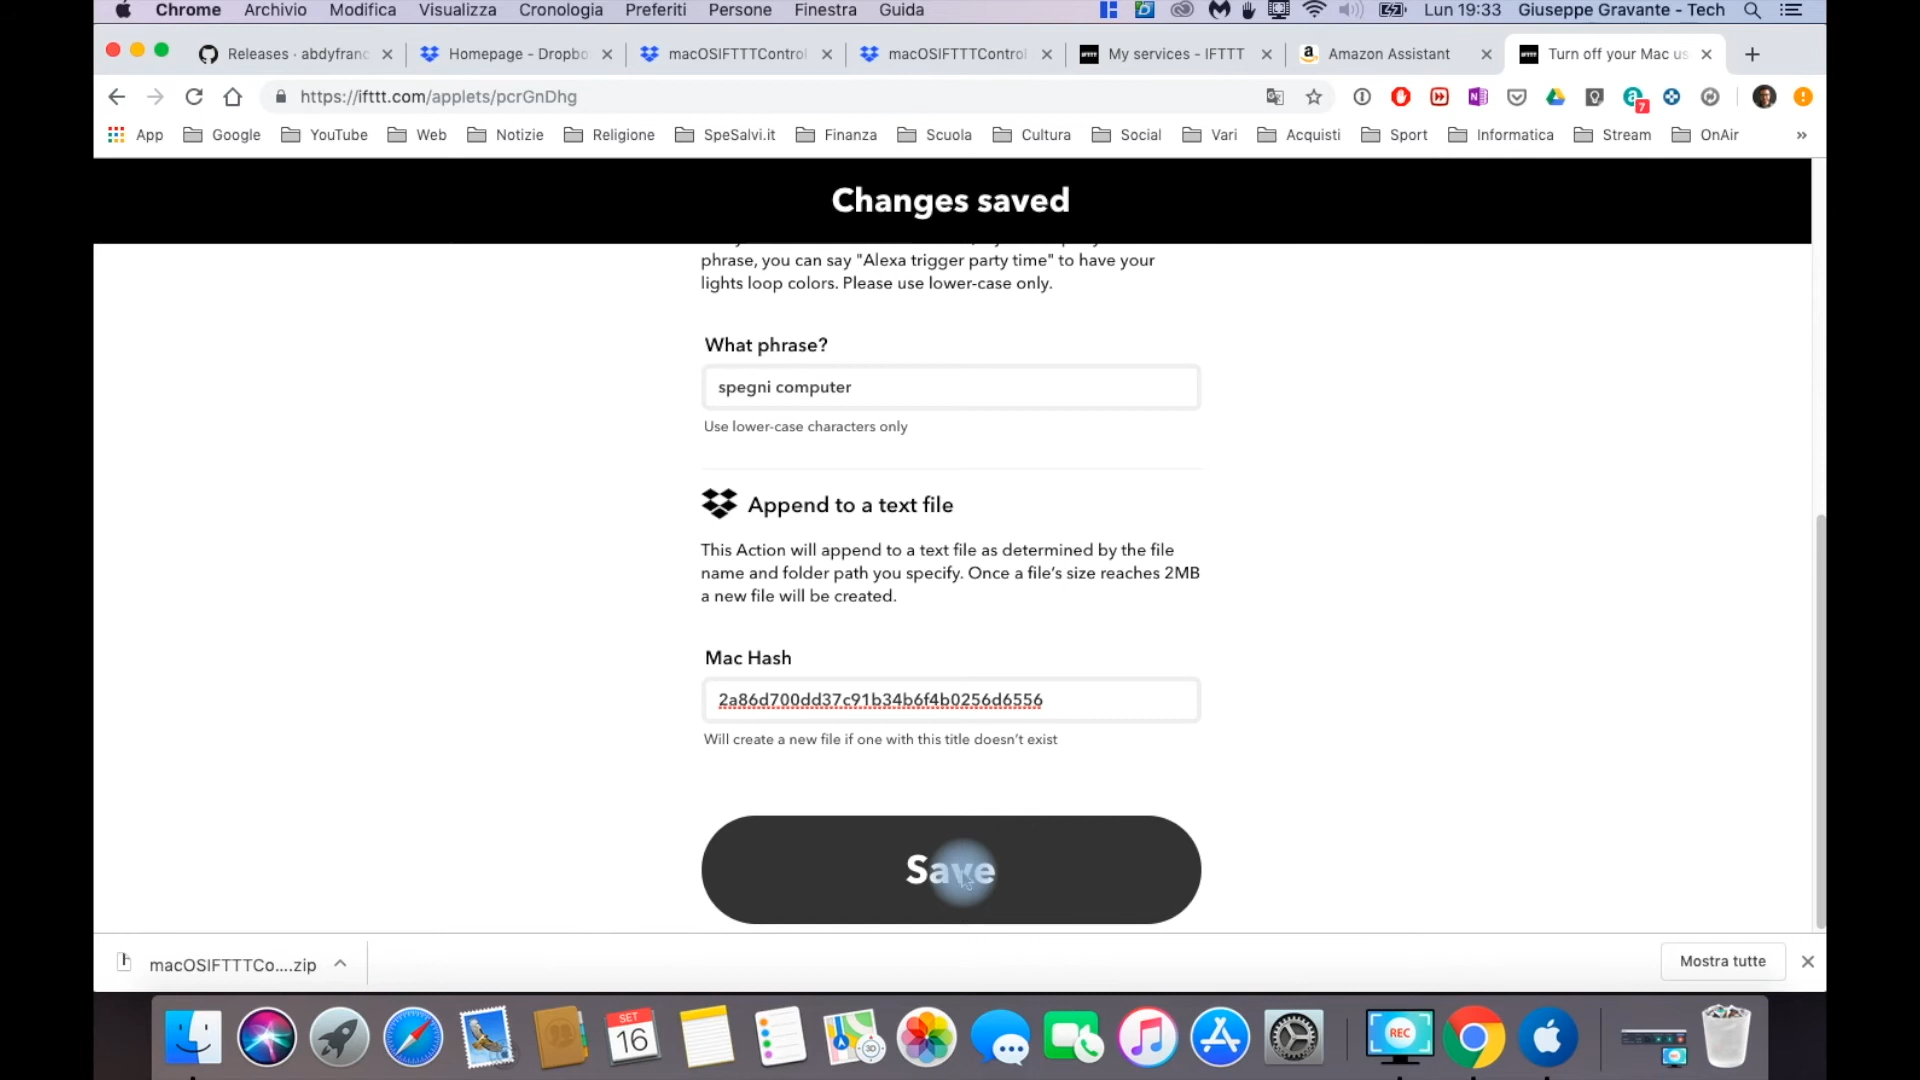 Chrome Archivio Modifica Visualizza Cronologia Preferiti Persone Finestra Guida Lun 19:33 Giuseppe Gravante - Tech
Releases · abdyfranc Homepage - Dropbo macOSIFTTTControl macOSIFTTTControl My services - IFTTT Amazon Assistant Turn off your Mac us
https://ifttt.com/applets/pcrGnDhg
7
App Google YouTube Web Notizie Religione SpeSalvi.it Finanza Scuola Cultura Social Vari Acquisti Sport Informatica Stream OnAir »
Changes saved
phrase, you can say "Alexa trigger party time" to have your
lights loop colors. Please use lower-case only.
What phrase?
spegni computer
Use lower-case characters only
Append to a text file
This Action will append to a text file as determined by the file
name and folder path you specify. Once a file's size reaches 2MB
a new file will be created.
Mac Hash
2a86d700dd37c91b34b6f4b0256d6556
Will create a new file if one with this title doesn't exist
Save
macOSIFTTTCo....zip
Mostra tutte
SET
16
3D
REC